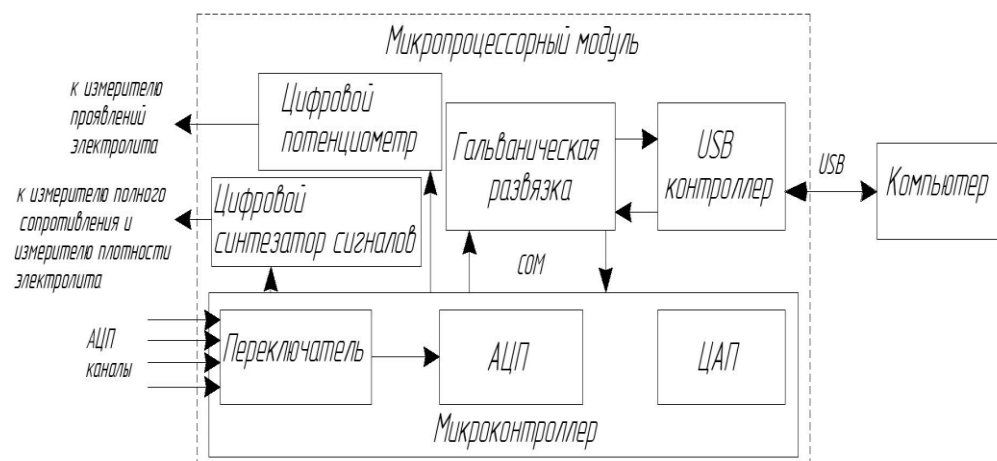 Микропроцессорный модуль
к измерителю
проявлений
электролита
Цифровой
потенциометр
Гальваническая
развязка
USB
контроллер
USB
Компьютер
к измерителю полного
сопротивления и
измерителю плотности
электролита
Цифровой
синтезатор сигналов
COM
АЦП
каналы
Переключатель
АЦП
ЦАП
Микроконтроллер